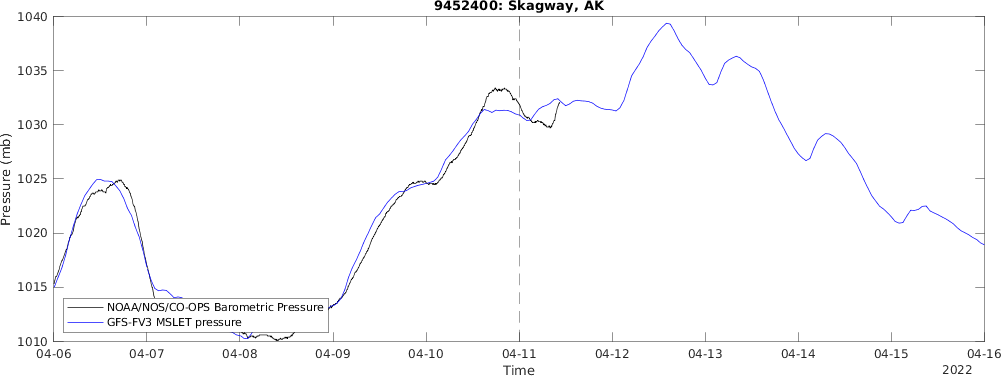 9452400: Skagway, AK
Pressure (mb)
1040
1035
1030
1025
1020
1015
1010
NOAA/NOS/CO-OPS Barometric Pressure
GFS-FV3 MSLET pressure
04-06 04-07 04-08 04-09 04-10 04-11 04-12 04-13 04-14 04-15 04-16
Time
2022